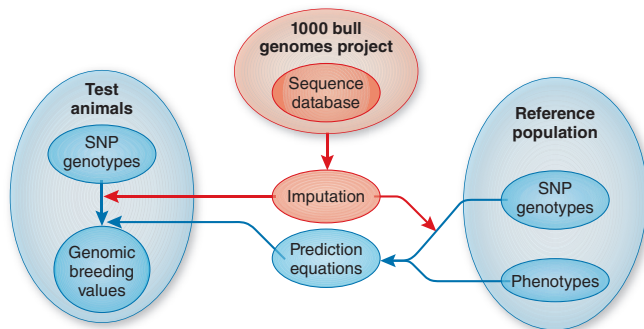 1000 bull
genomes project
Sequence
database
Test
animals
SNP
genotypes
Genomic
breeding
values
Imputation
Prediction
equations
Reference
population
SNP
genotypes
Phenotypes